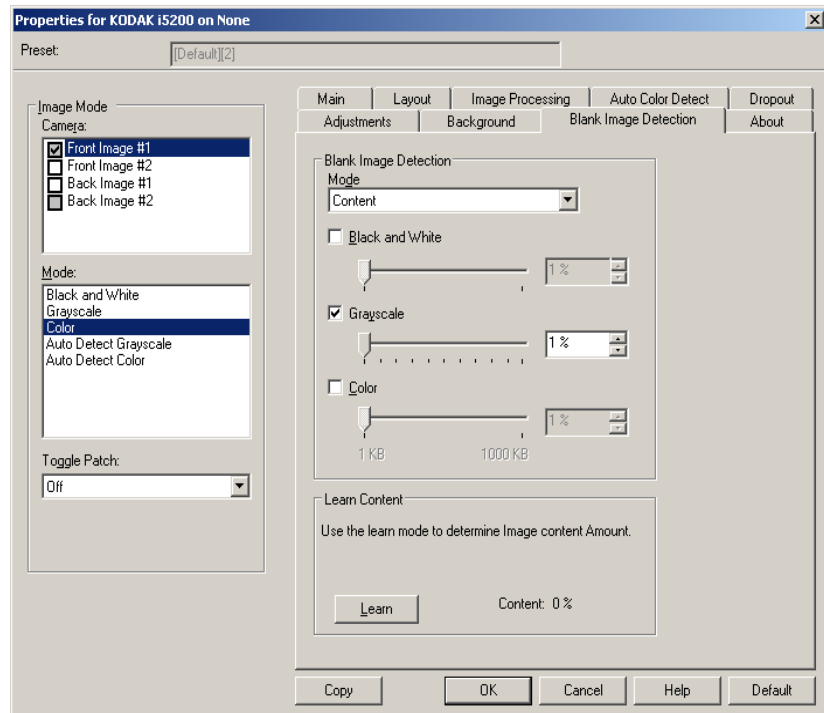 Properties for KODAK i5200 on None
Preset:
[Default][2]
Image Mode
Camera:
Front Image #1
Front Image #2
Back Image #1
Back Image #2
Mode:
Black and White
Grayscale
Color
Auto Detect Grayscale
Auto Detect Color
Toggle Patch:
Off
Main
Layout
Image Processing
Auto Color Detect
Dropout
Adjustments
Background
Blank Image Detection
About
Blank Image Detection
Mode
Content
Black and White
1 %
Grayscale
1 %
Color
1 %
1 KB
1000 KB
Learn Content
Use the learn mode to determine Image content Amount.
Learn
Content: 0 %
Copy
OK
Cancel
Help
Default